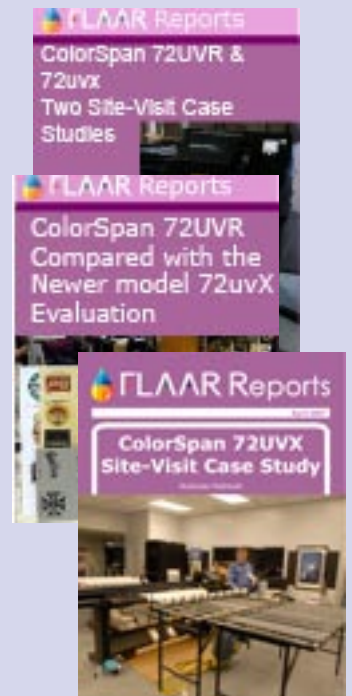 FLAAR Reports
ColorSpan 72UVR &
72uvx
Two Site-Visit Case
Studies
FLAAR Reports
ColorSpan 72UVR
Compared with the
Newer model 72uvX
Evaluation
FLAAR Reports
ColorSpan 72UVX
Site-Visit Case Study